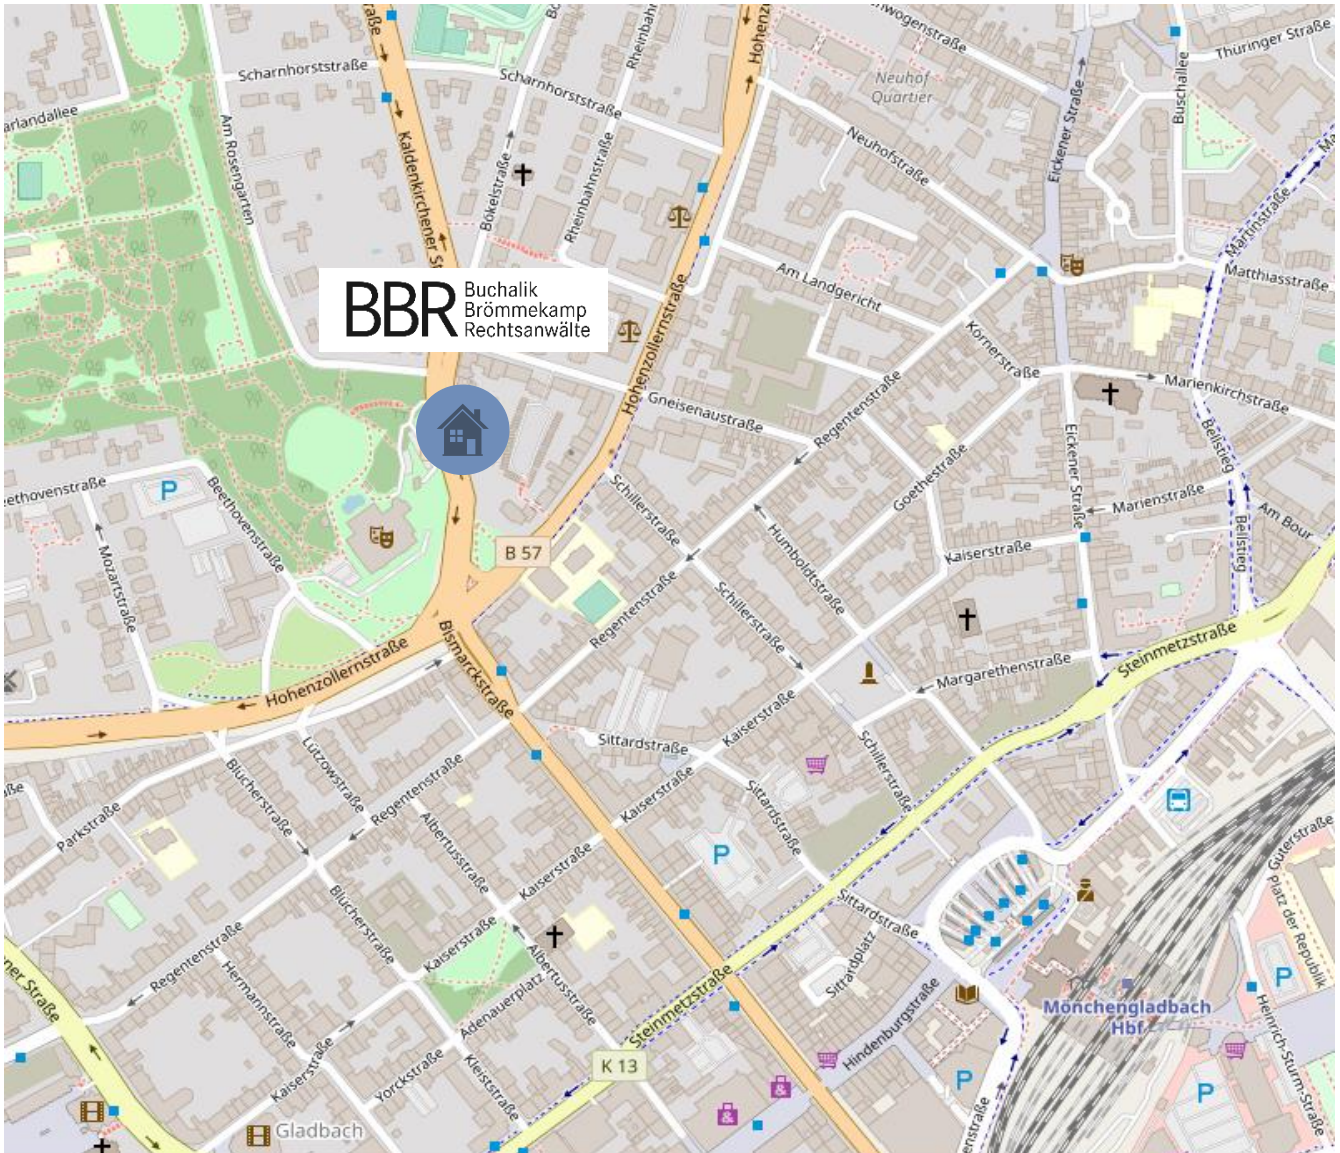 Scharnhorststraße
Scharnhorststraße
Thüringer Straße
Neuhof
Quartier
Buschallee
Eickener Straße
Am Rosengarten
Kaldenkirchener
Bökelstraße
Rheinbahnstraße
Neuhofstraße
Martinstraße
Matthiasstraße
BBR Buchalik
Brömmekamp
Rechtsanwälte
Am Landgericht
Hohenzollernstraße
Körnerstraße
Gneisenaustraße
Regentenstraße
Marienkirchstraße
Eickener Straße
Bellstieg
Goethestraße
Marienstraße
P
Beethovenstraße
Schillerstraße
Bellstieg
Mozartstraße
B 57
Humboldtstraße
Kaiserstraße
Regentenstraße
Schillerstraße
Steinmetzstraße
Hohenzollernstraße
Bismarckstraße
Margarethenstraße
Kaiserstraße
Sittardstraße
Schillerstraße
Blücherstraße
Lützowstraße
Regentenstraße
Kaiserstraße
Sittardstraße
Parkstraße
Albertusstraße
P
Güterstraße
Kaiserstraße
Blücherstraße
Sittardstraße
Platz der Republik
Regentenstraße
Kaiserstraße
Albertusstraße
Sittardplatz
Hermannstraße
Adenauerplatz
Steinmetzstraße
Hindenburgstraße
P
Mönchengladbach
Hbf
Heinrich-Sturm-Straße
K 13
Kaiserstraße
Yorckstraße
Kleiststraße
P
P
Gladbach